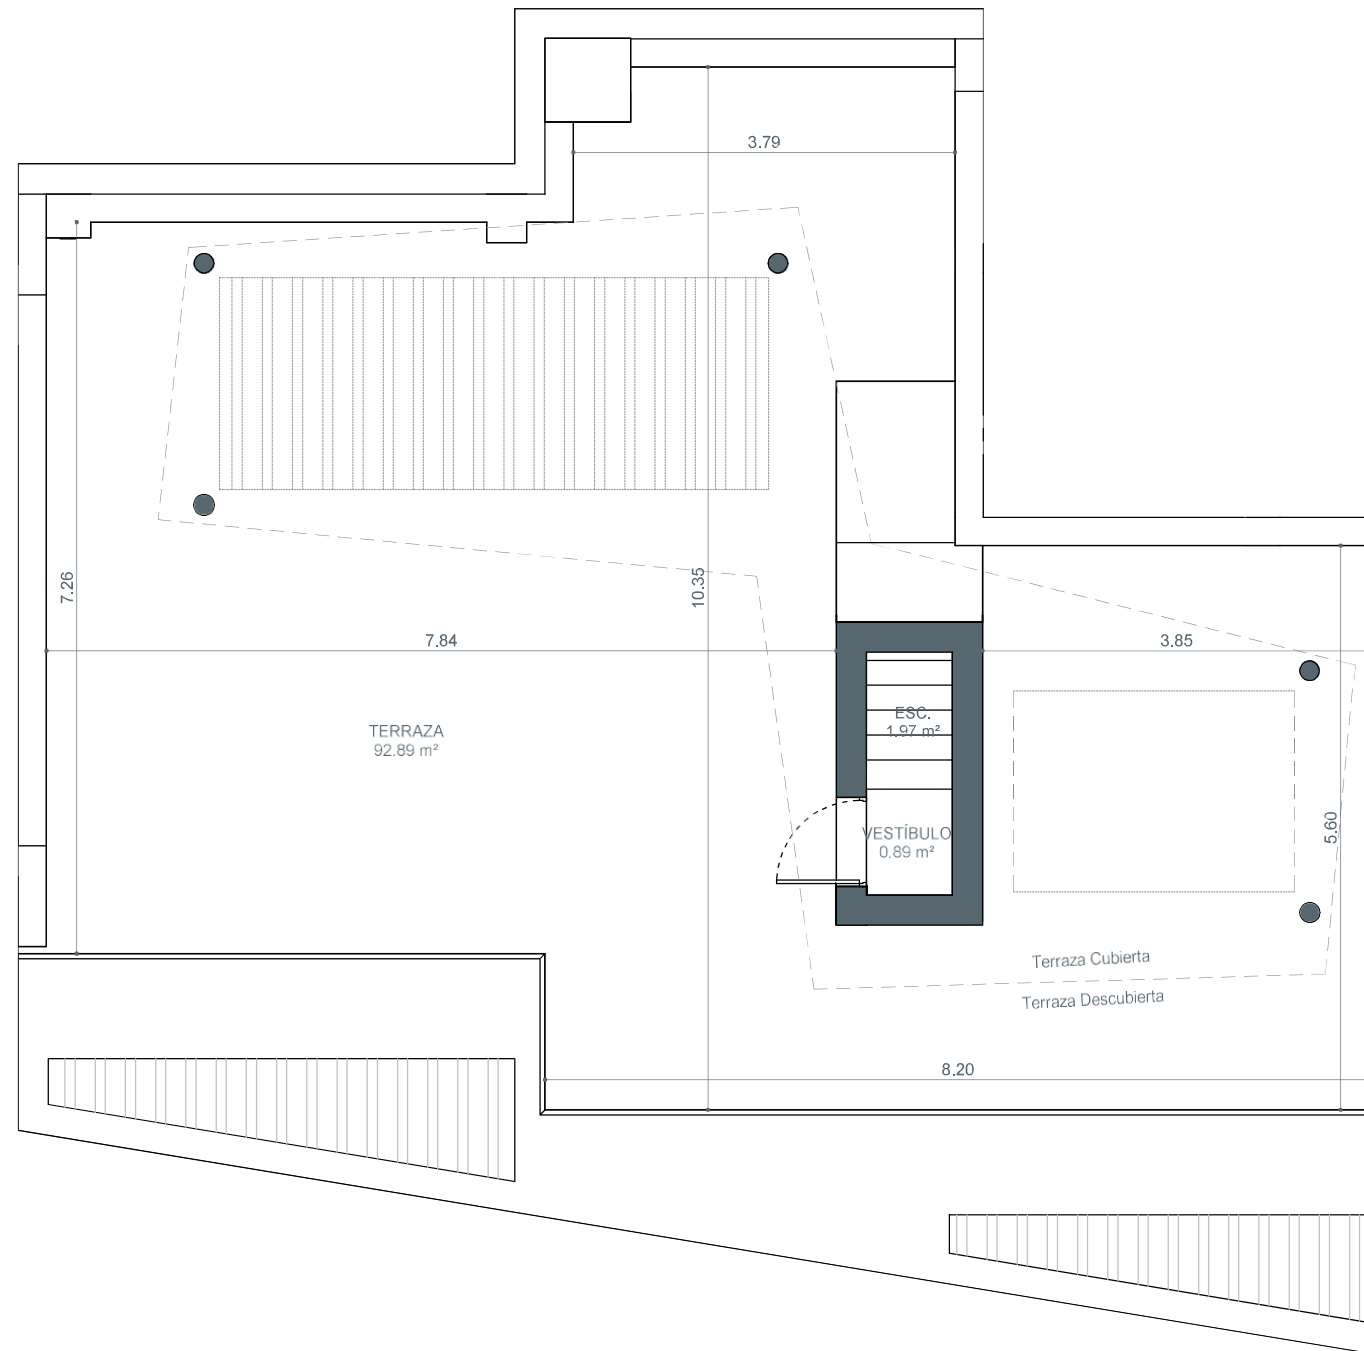 3.79
7.26
10.35
7.84
3.85
ESC.
1.97 m²
TERRAZA
92.89 m²
VESTÍBULO
0.89 m²
5.60
Terraza Cubierta
Terraza Descubierta
8.20